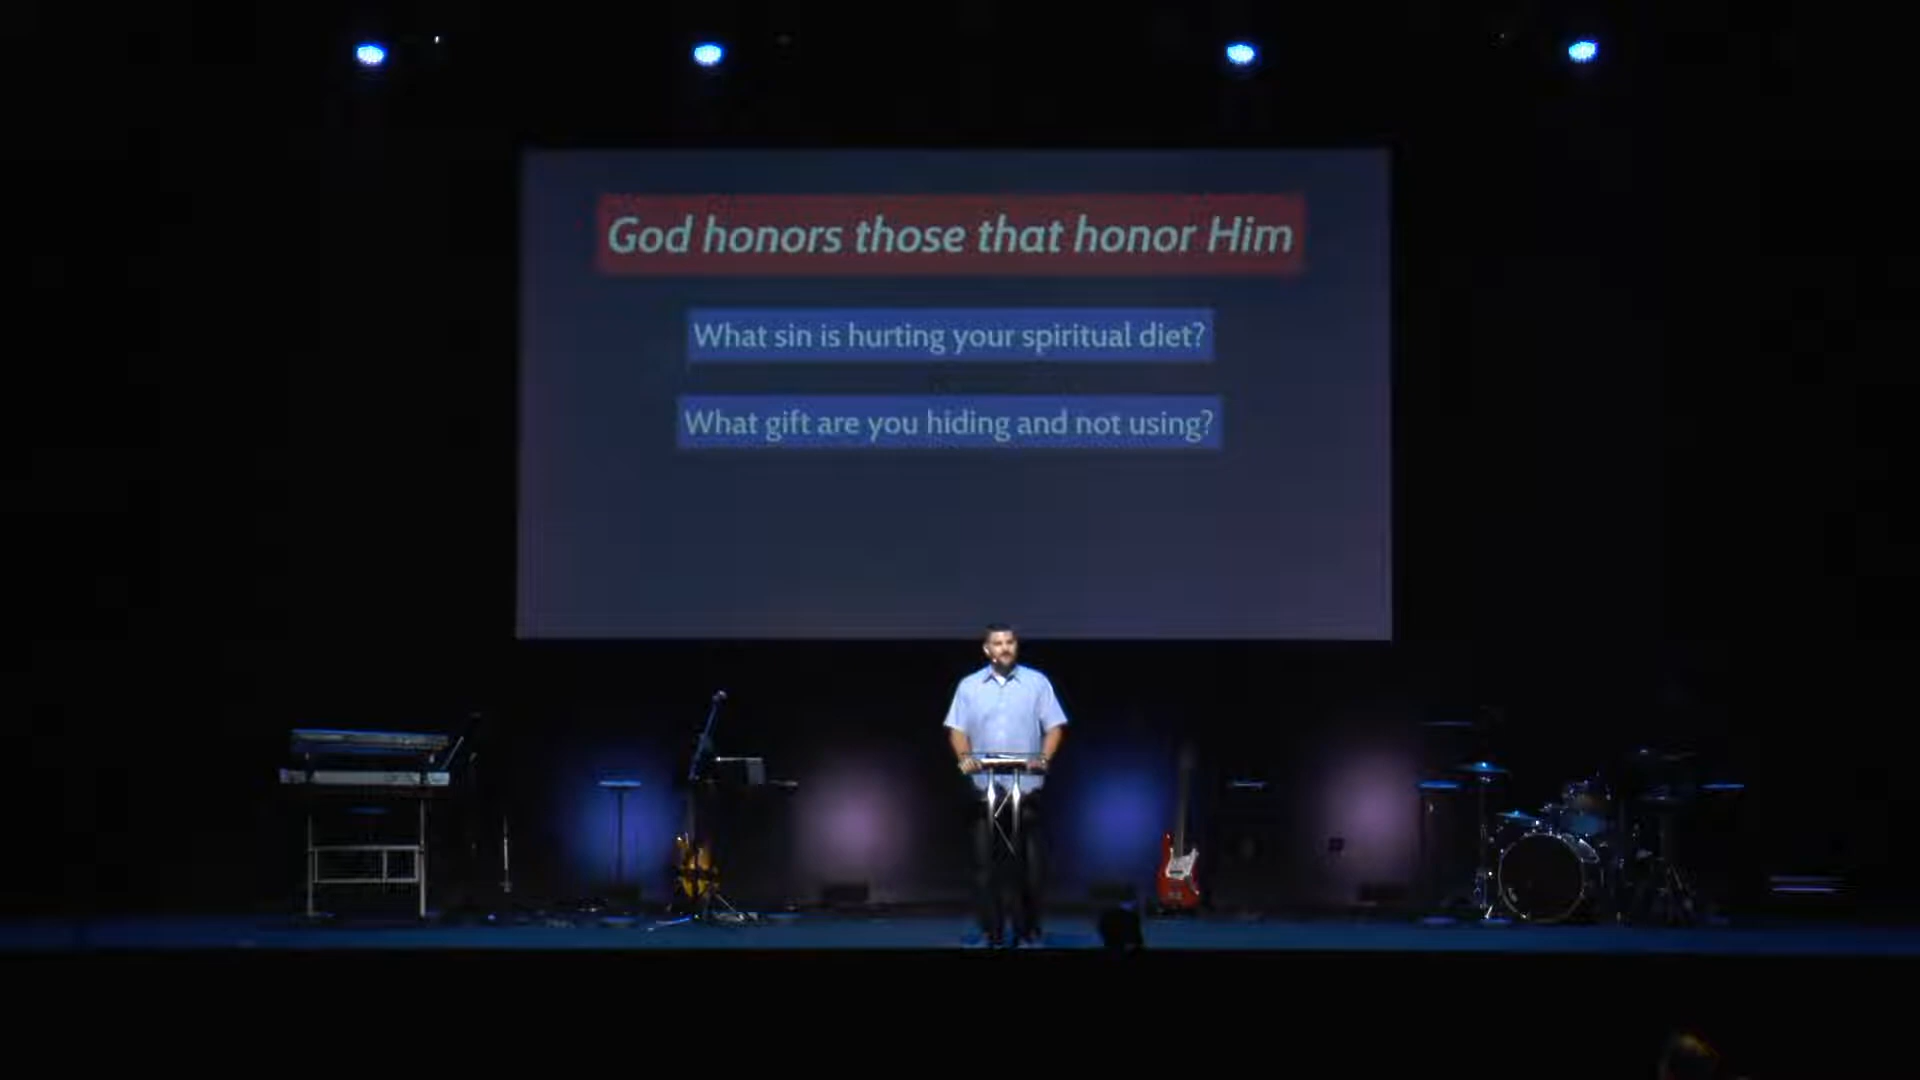 God honors those that honor Him
What sin is hurting your spiritual diet?
What gift are you hiding and not using?